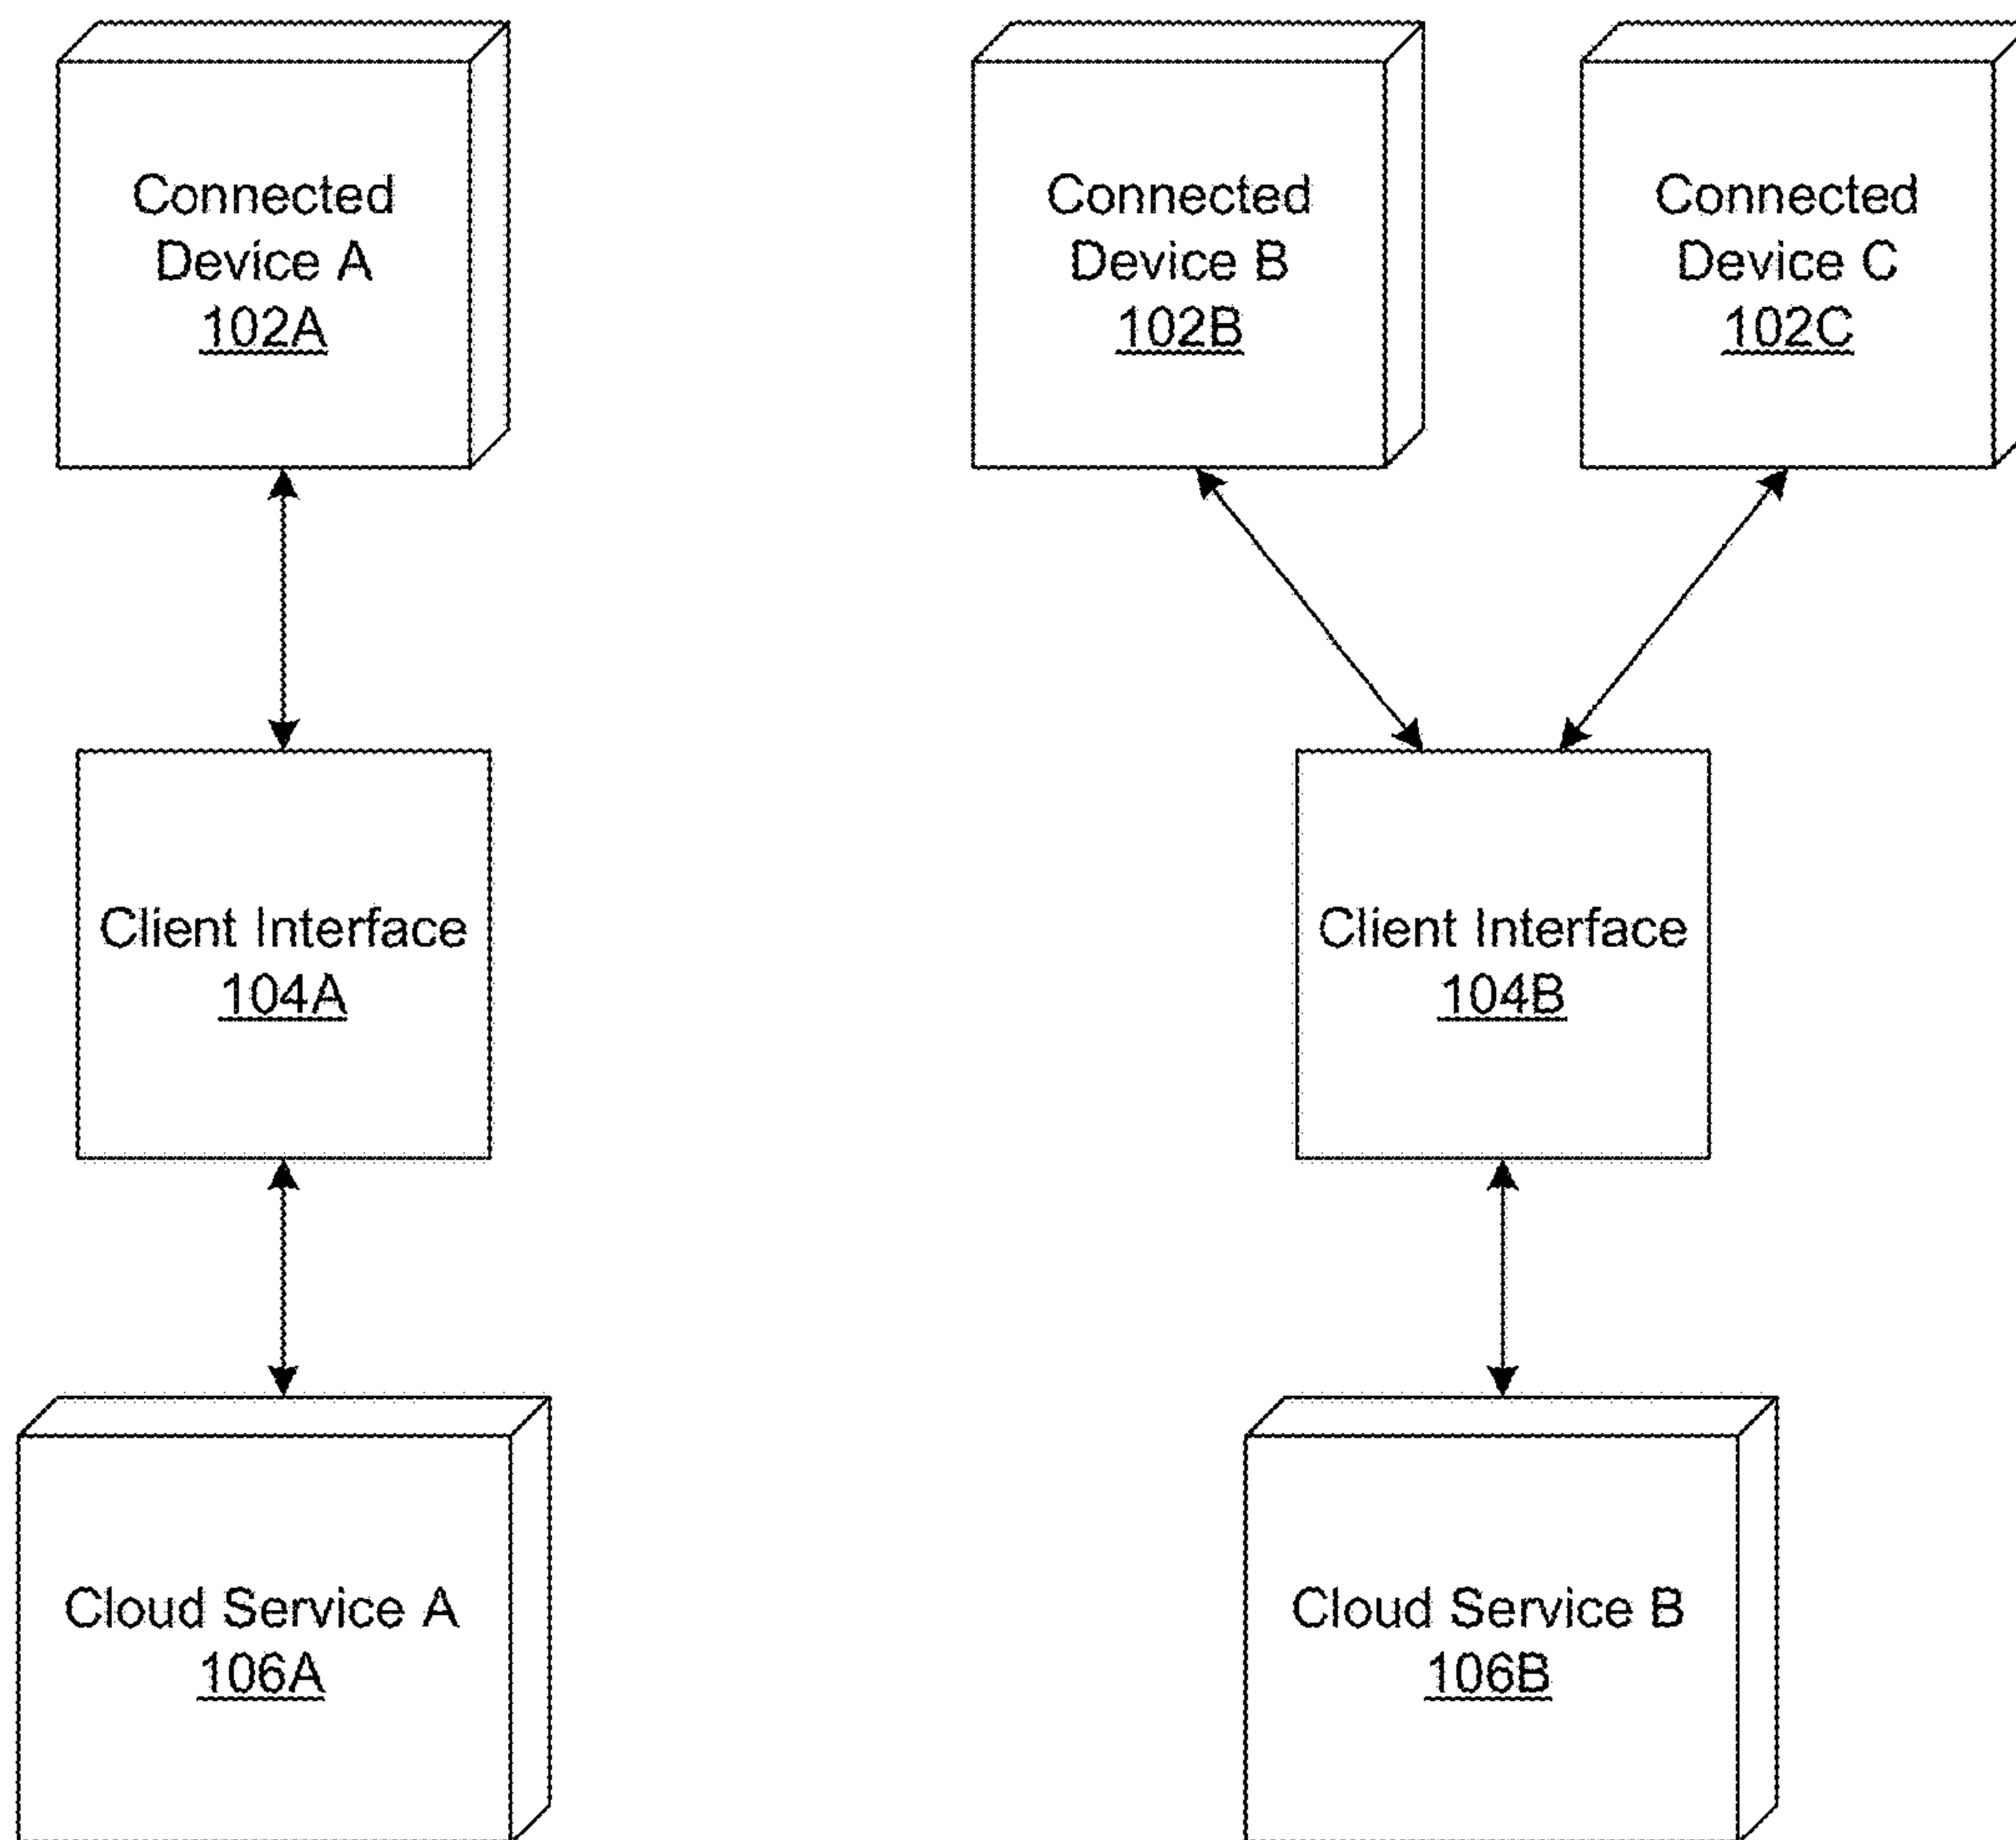 Connected
Device A
102A
Connected
Device B
102B
Connected
Device C
102C
Client Interface
104A
Client Interface
104B
Cloud Service A
106A
Cloud Service B
106B